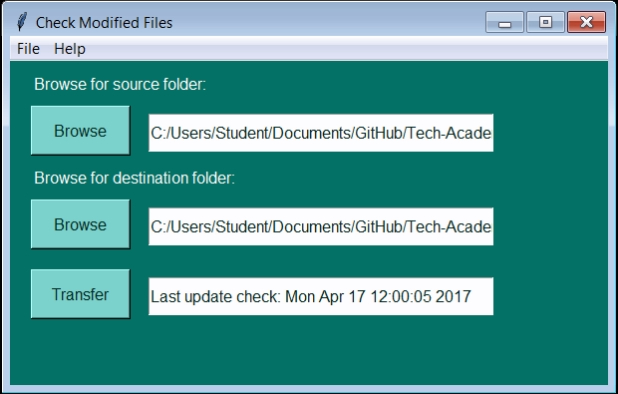 Check Modified Files
File Help
Browse for source folder:
Browse
C:/Users/Student/Documents/GitHub/Tech-Acade
Browse for destination folder:
Browse
C:/Users/Student/Documents/GitHub/Tech-Acade
Transfer
Last update check: Mon Apr 17 12:00:05 2017